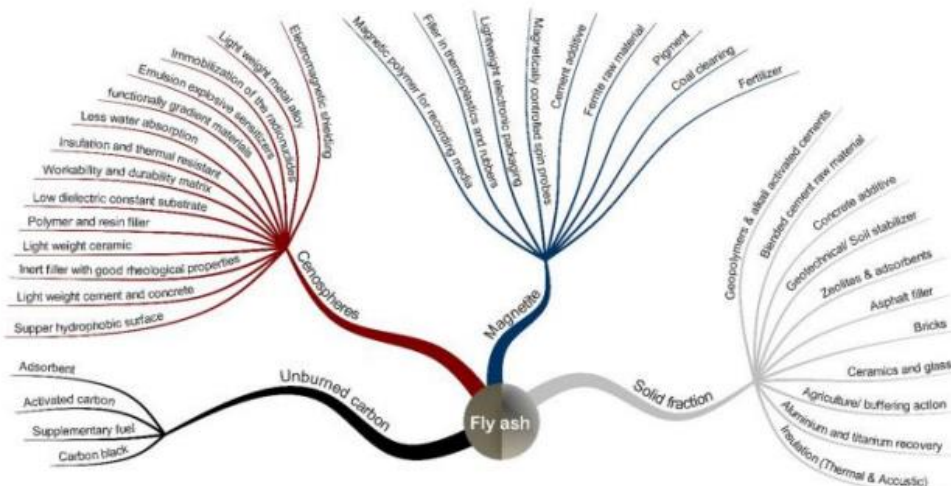 Electromagnetic shielding
Light weight metal alloy
Immobilization of the radionuclides
Emulsion explosive sensitizers
functionally gradient materials
Less water absorption
Insulation and thermal resistant
Workability and durability matrix
Low dielectric constant substrate
Polymer and resin filler
Light weight ceramic
Inert filler with good rheological properties
Light weight cement and concrete
Supper hydrophobic surface
Cenospheres
Magnetic polymer for recording media
Filler in thermoplastics and rubbers
Lightweight electronic packaging
Magnetically controlled spin probes
Cement additive
Ferrite raw material
Pigment
Coal cleaning
Fertilizer
Magnetite
Geopolymers & alkali activated cements
Blended cement raw material
Concrete additive
Geotechnical/ Soil stabilizer
Zeolites & adsorbents
Asphalt filler
Bricks
Ceramics and glass
Agriculture/ buffering action
Aluminium and titanium recovery
Insulation (Thermal & Accustic)
Solid fraction
Adsorbent
Activated carbon
Supplementary fuel
Carbon black
Unburned carbon
Fly ash